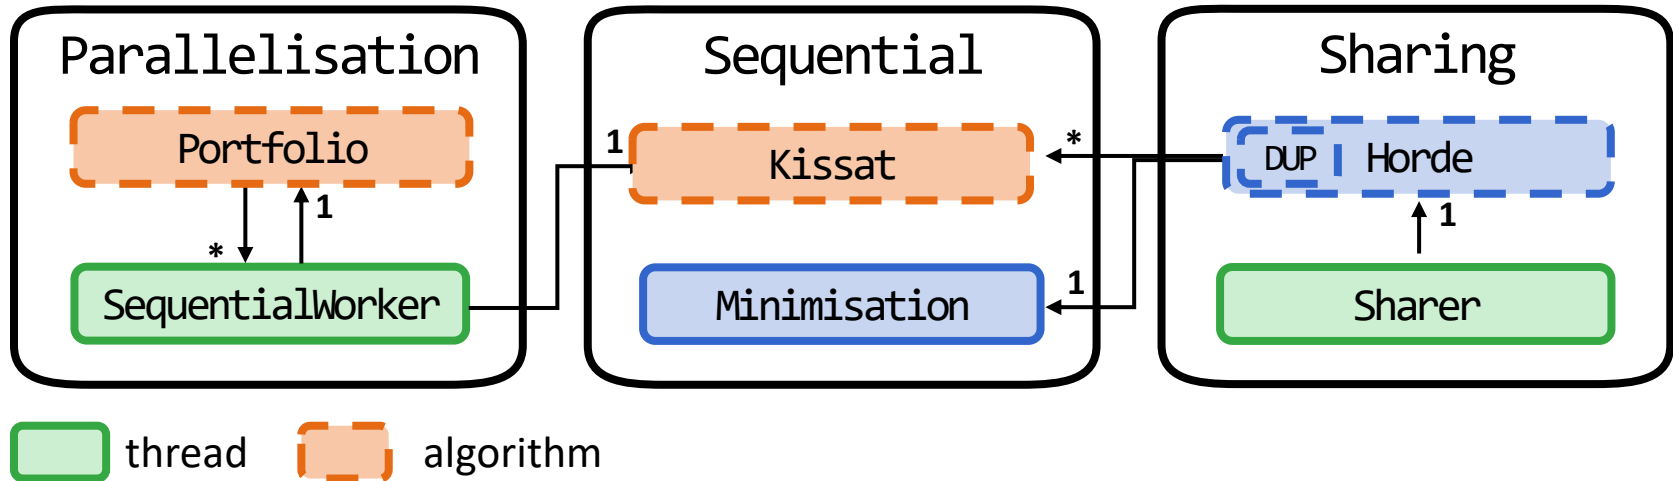 Parallelisation
Portfolio
1
*
SequentialWorker
Sequential
1
Kissat
*
Minimisation
1
Sharing
DUP Horde
1
Sharer
thread
algorithm